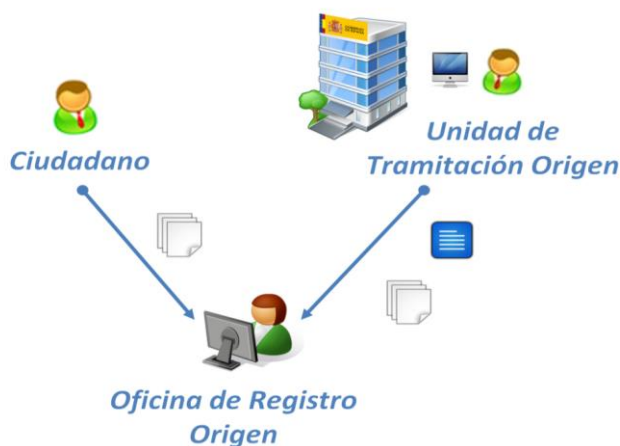 Ciudadano
Unidad de
Tramitación Origen
Oficina de Registro
Origen